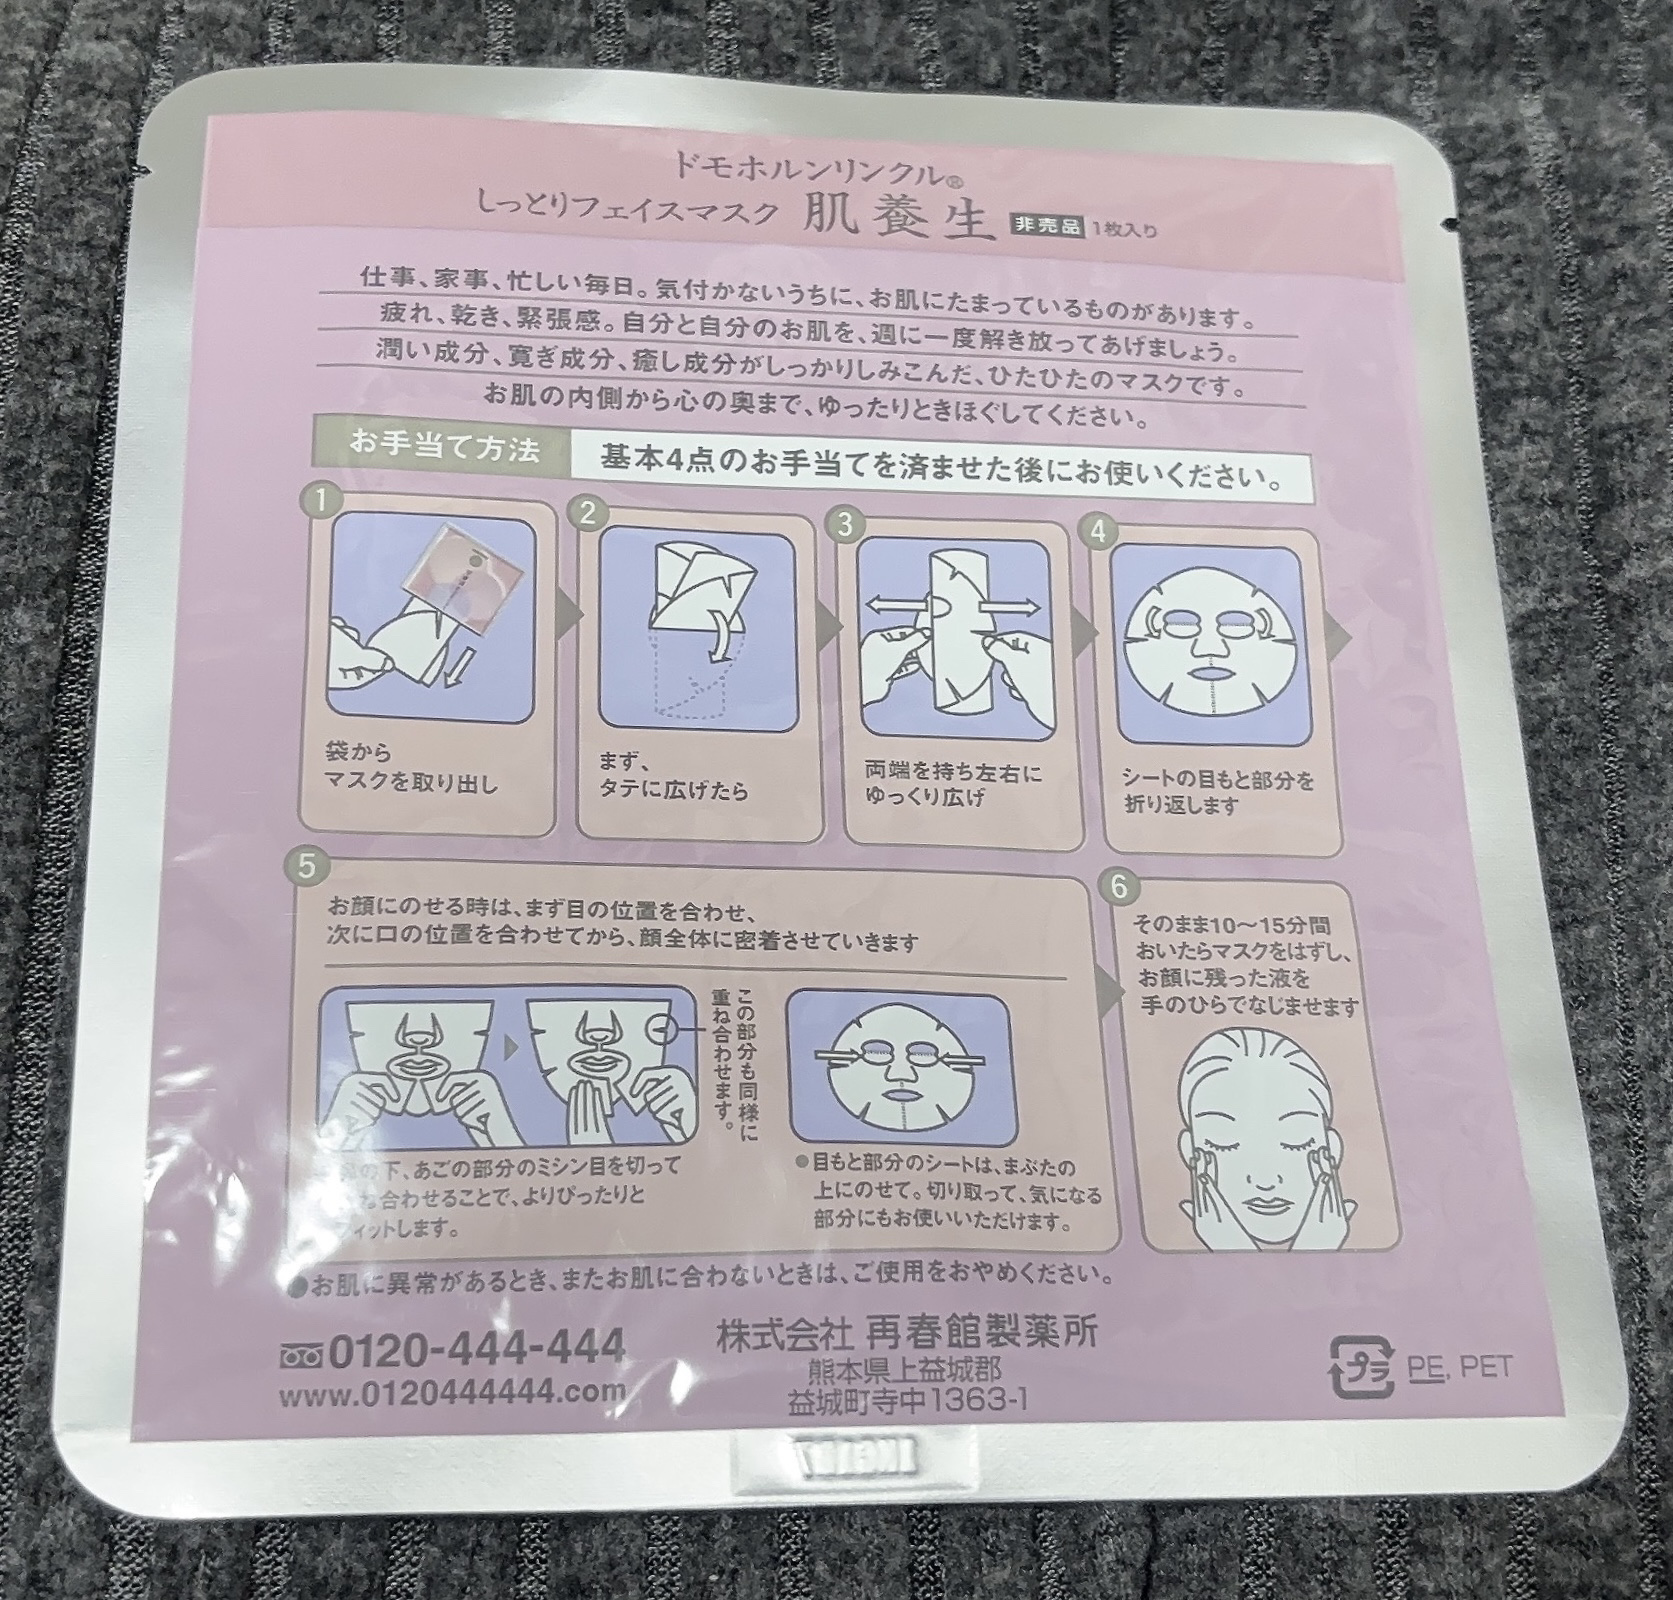 ドモホルンリンクル®
しっとりフェイスマスク 肌養生 非売品 1枚入り
仕事、家事、忙しい毎日。気付かないうちに、お肌にたまっているものがあります。
疲れ、乾き、緊張感。自分と自分のお肌を、週に一度解き放ってあげましょう。
潤い成分、寛ぎ成分、癒し成分がしっかりしみこんだ、ひたひたのマスクです。
お肌の内側から心の奥まで、ゆったりときほぐしてください。
お手当て方法 基本4点のお手当てを済ませた後にお使いください。
1
袋から
マスクを取り出し
2
まず、
タテに広げたら
3
両端を持ち左右に
ゆっくり広げ
4
シートの目もと部分を
折り返します
5
お顔にのせる時は、まず目の位置を合わせ、
次に口の位置を合わせてから、顔全体に密着させていきます
この部分も同様に
重ね合わせます。
の下、あごの部分のミシン目を切って
合わせることで、よりぴったりと
フィットします。
●目もと部分のシートは、まぶたの
上にのせて。切り取って、気になる
部分にもお使いいただけます。
6
そのまま10～15分間
おいたらマスクをはずし、
お顔に残った液を
手のひらでなじませます
●お肌に異常があるとき、またお肌に合わないときは、ご使用をおやめください。
0120-444-444
www.0120444444.com
株式会社 再春館製薬所
熊本県上益城郡
益城町寺中1363-1
プラ PE, PET